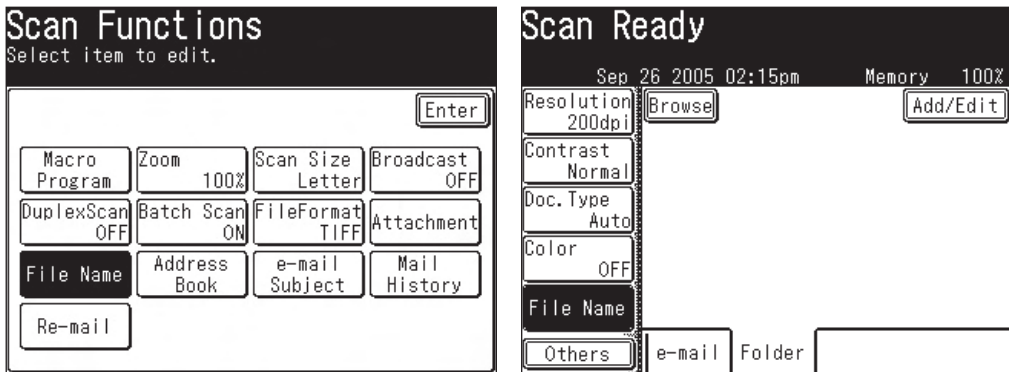 Scan Functions
Select item to edit.
Enter
Macro Program
Zoom 100%
Scan Size Letter
Broadcast OFF
DuplexScan OFF
Batch Scan ON
FileFormat TIFF
Attachment
File Name
Address Book
e-mail Subject
Mail History
Re-mail
Scan Ready
Sep 26 2005 02:15pm Memory 100%
Resolution 200dpi
Browse
Add/Edit
Contrast Normal
Doc.Type Auto
Color OFF
File Name
Others
e-mail
Folder